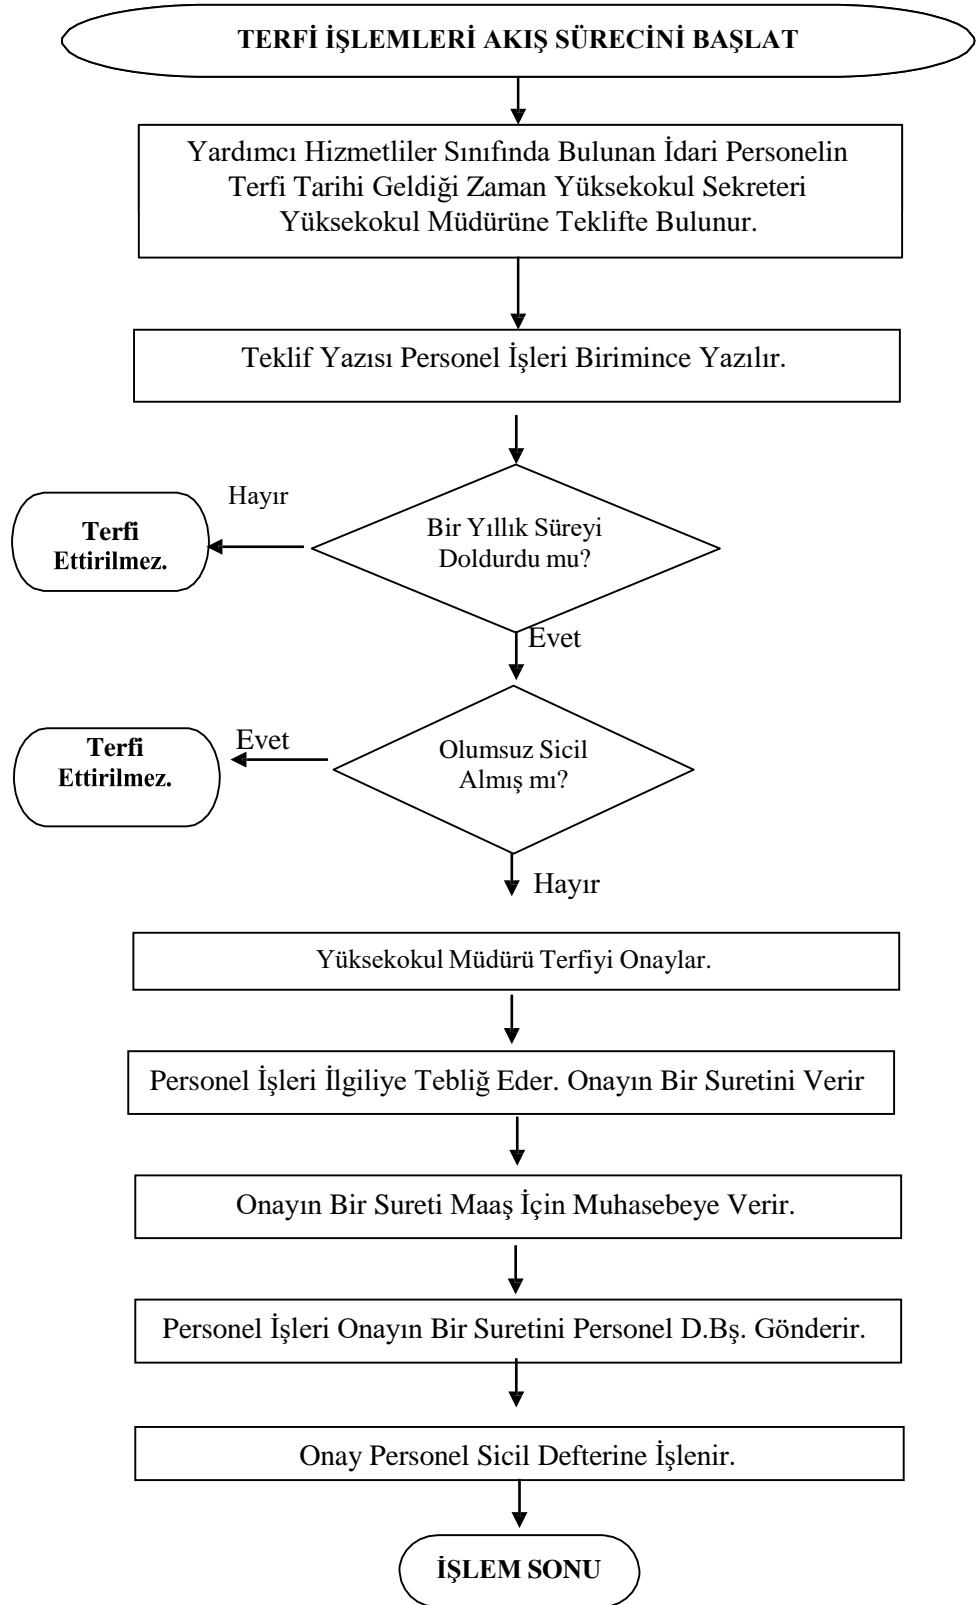 TERFİ İŞLEMLERİ AKIŞ SÜRECİNİ BAŞLAT
Yardımcı Hizmetliler Sınıfında Bulunan İdari Personelin
Terfi Tarihi Geldiği Zaman Yüksekokul Sekreteri
Yüksekokul Müdürüne Teklifte Bulunur.
Teklif Yazısı Personel İşleri Birimince Yazılır.
Bir Yıllık Süreyi
Doldurdu mu?
Hayır
Terfi
Ettirilmez.
Evet
Olumsuz Sicil
Almış mı?
Evet
Terfi
Ettirilmez.
Hayır
Yüksekokul Müdürü Terfiyi Onaylar.
Personel İşleri İlgiliye Tebliğ Eder. Onayın Bir Suretini Verir
Onayın Bir Sureti Maaş İçin Muhasebeye Verir.
Personel İşleri Onayın Bir Suretini Personel D.Bş. Gönderir.
Onay Personel Sicil Defterine İşlenir.
İŞLEM SONU